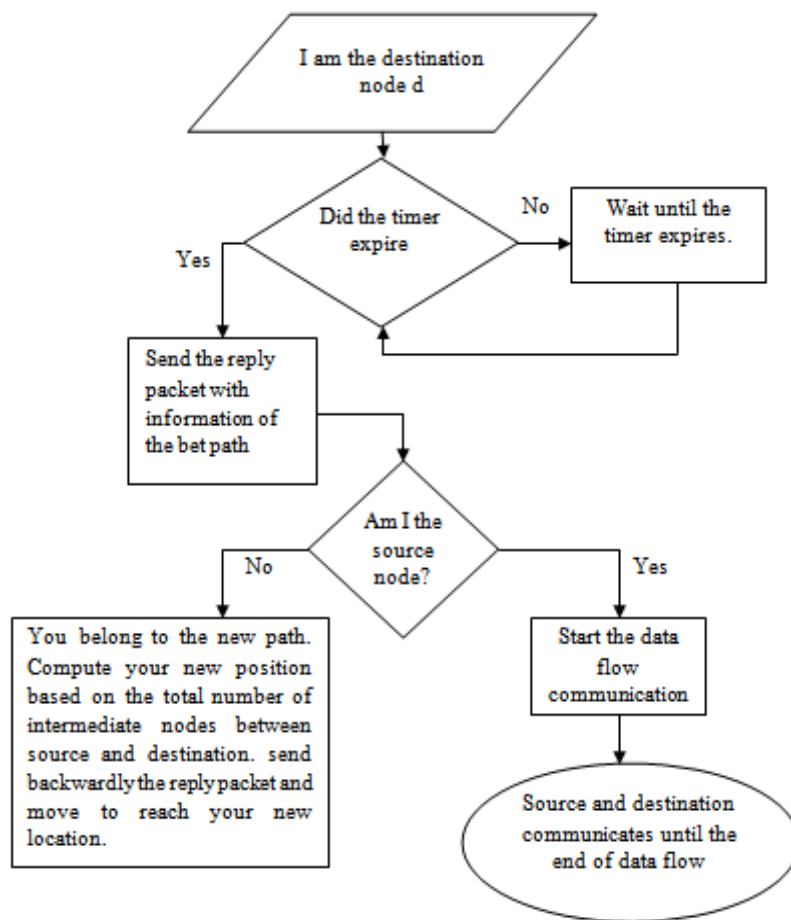 I am the destination
node d
Did the timer
expire
No
Wait until the
timer expires.
Yes
Send the reply
packet with
information of
the bet path
Am I the
source
node?
No
Yes
You belong to the new path.
Compute your new position
based on the total number of
intermediate nodes between
source and destination. send
backwardly the reply packet and
move to reach your new
location.
Start the data
flow
communication
Source and destination
communicates until the
end of data flow